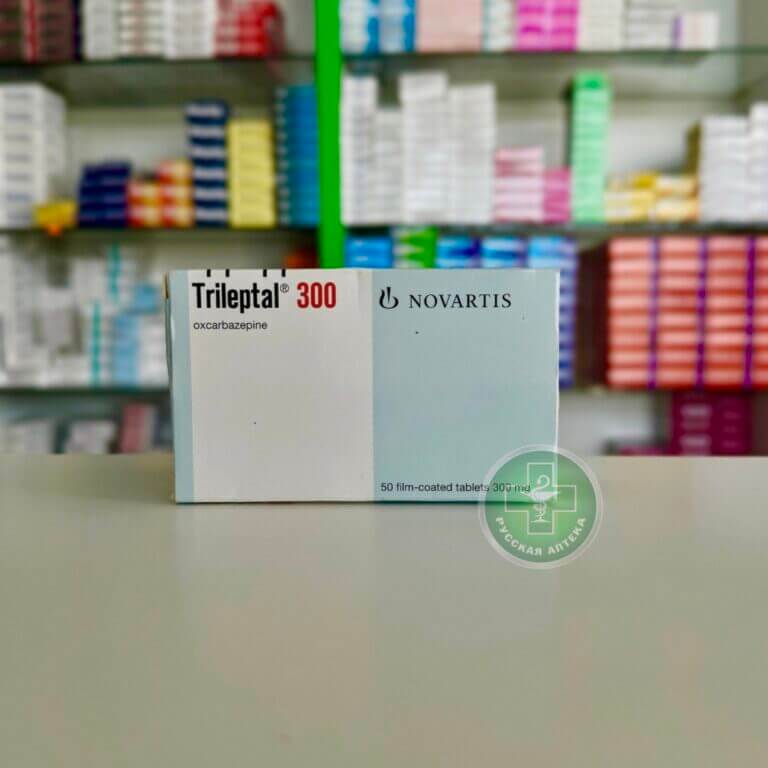 Trileptal® 300
oxcarbazepine
NOVARTIS
50 film-coated tablets 300 mg
РУССКАЯ АПТЕКА